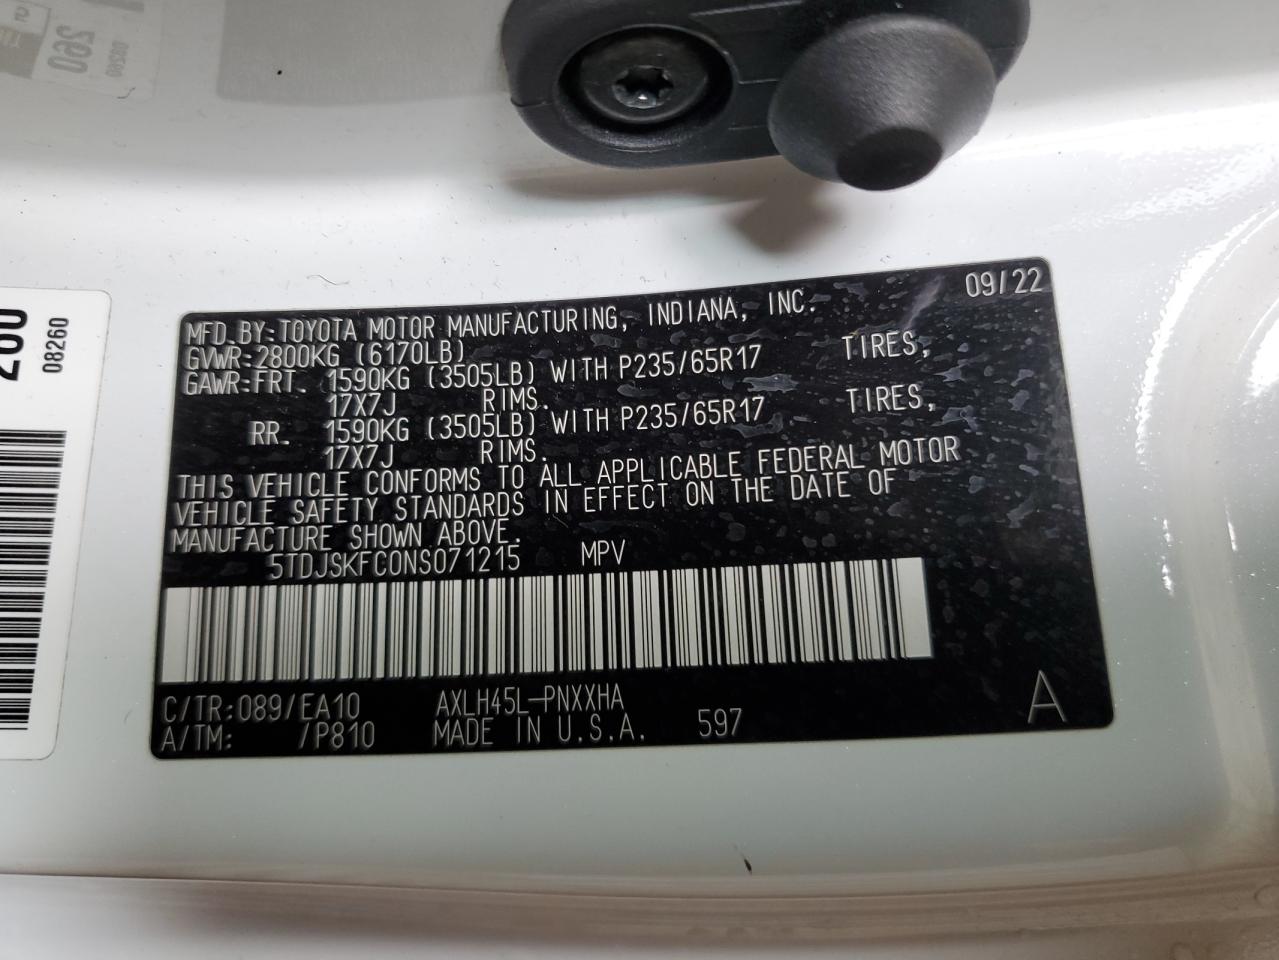 09/22
MFD.BY:TOYOTA MOTOR MANUFACTURING, INDIANA, INC.
GVWR:2800KG (6170LB)
GAWR:FRT. 1590KG (3505LB) WITH P235/65R17 TIRES,
17X7J RIMS.
RR. 1590KG (3505LB) WITH P235/65R17 TIRES,
17X7J RIMS.
THIS VEHICLE CONFORMS TO ALL APPLICABLE FEDERAL MOTOR
VEHICLE SAFETY STANDARDS IN EFFECT ON THE DATE OF
MANUFACTURE SHOWN ABOVE.
5TDJSKFC0NS071215 MPV
C/TR:089/EA10 AXLH45L-PNXXHA
A/TM: /P810 MADE IN U.S.A. 597
A
08260